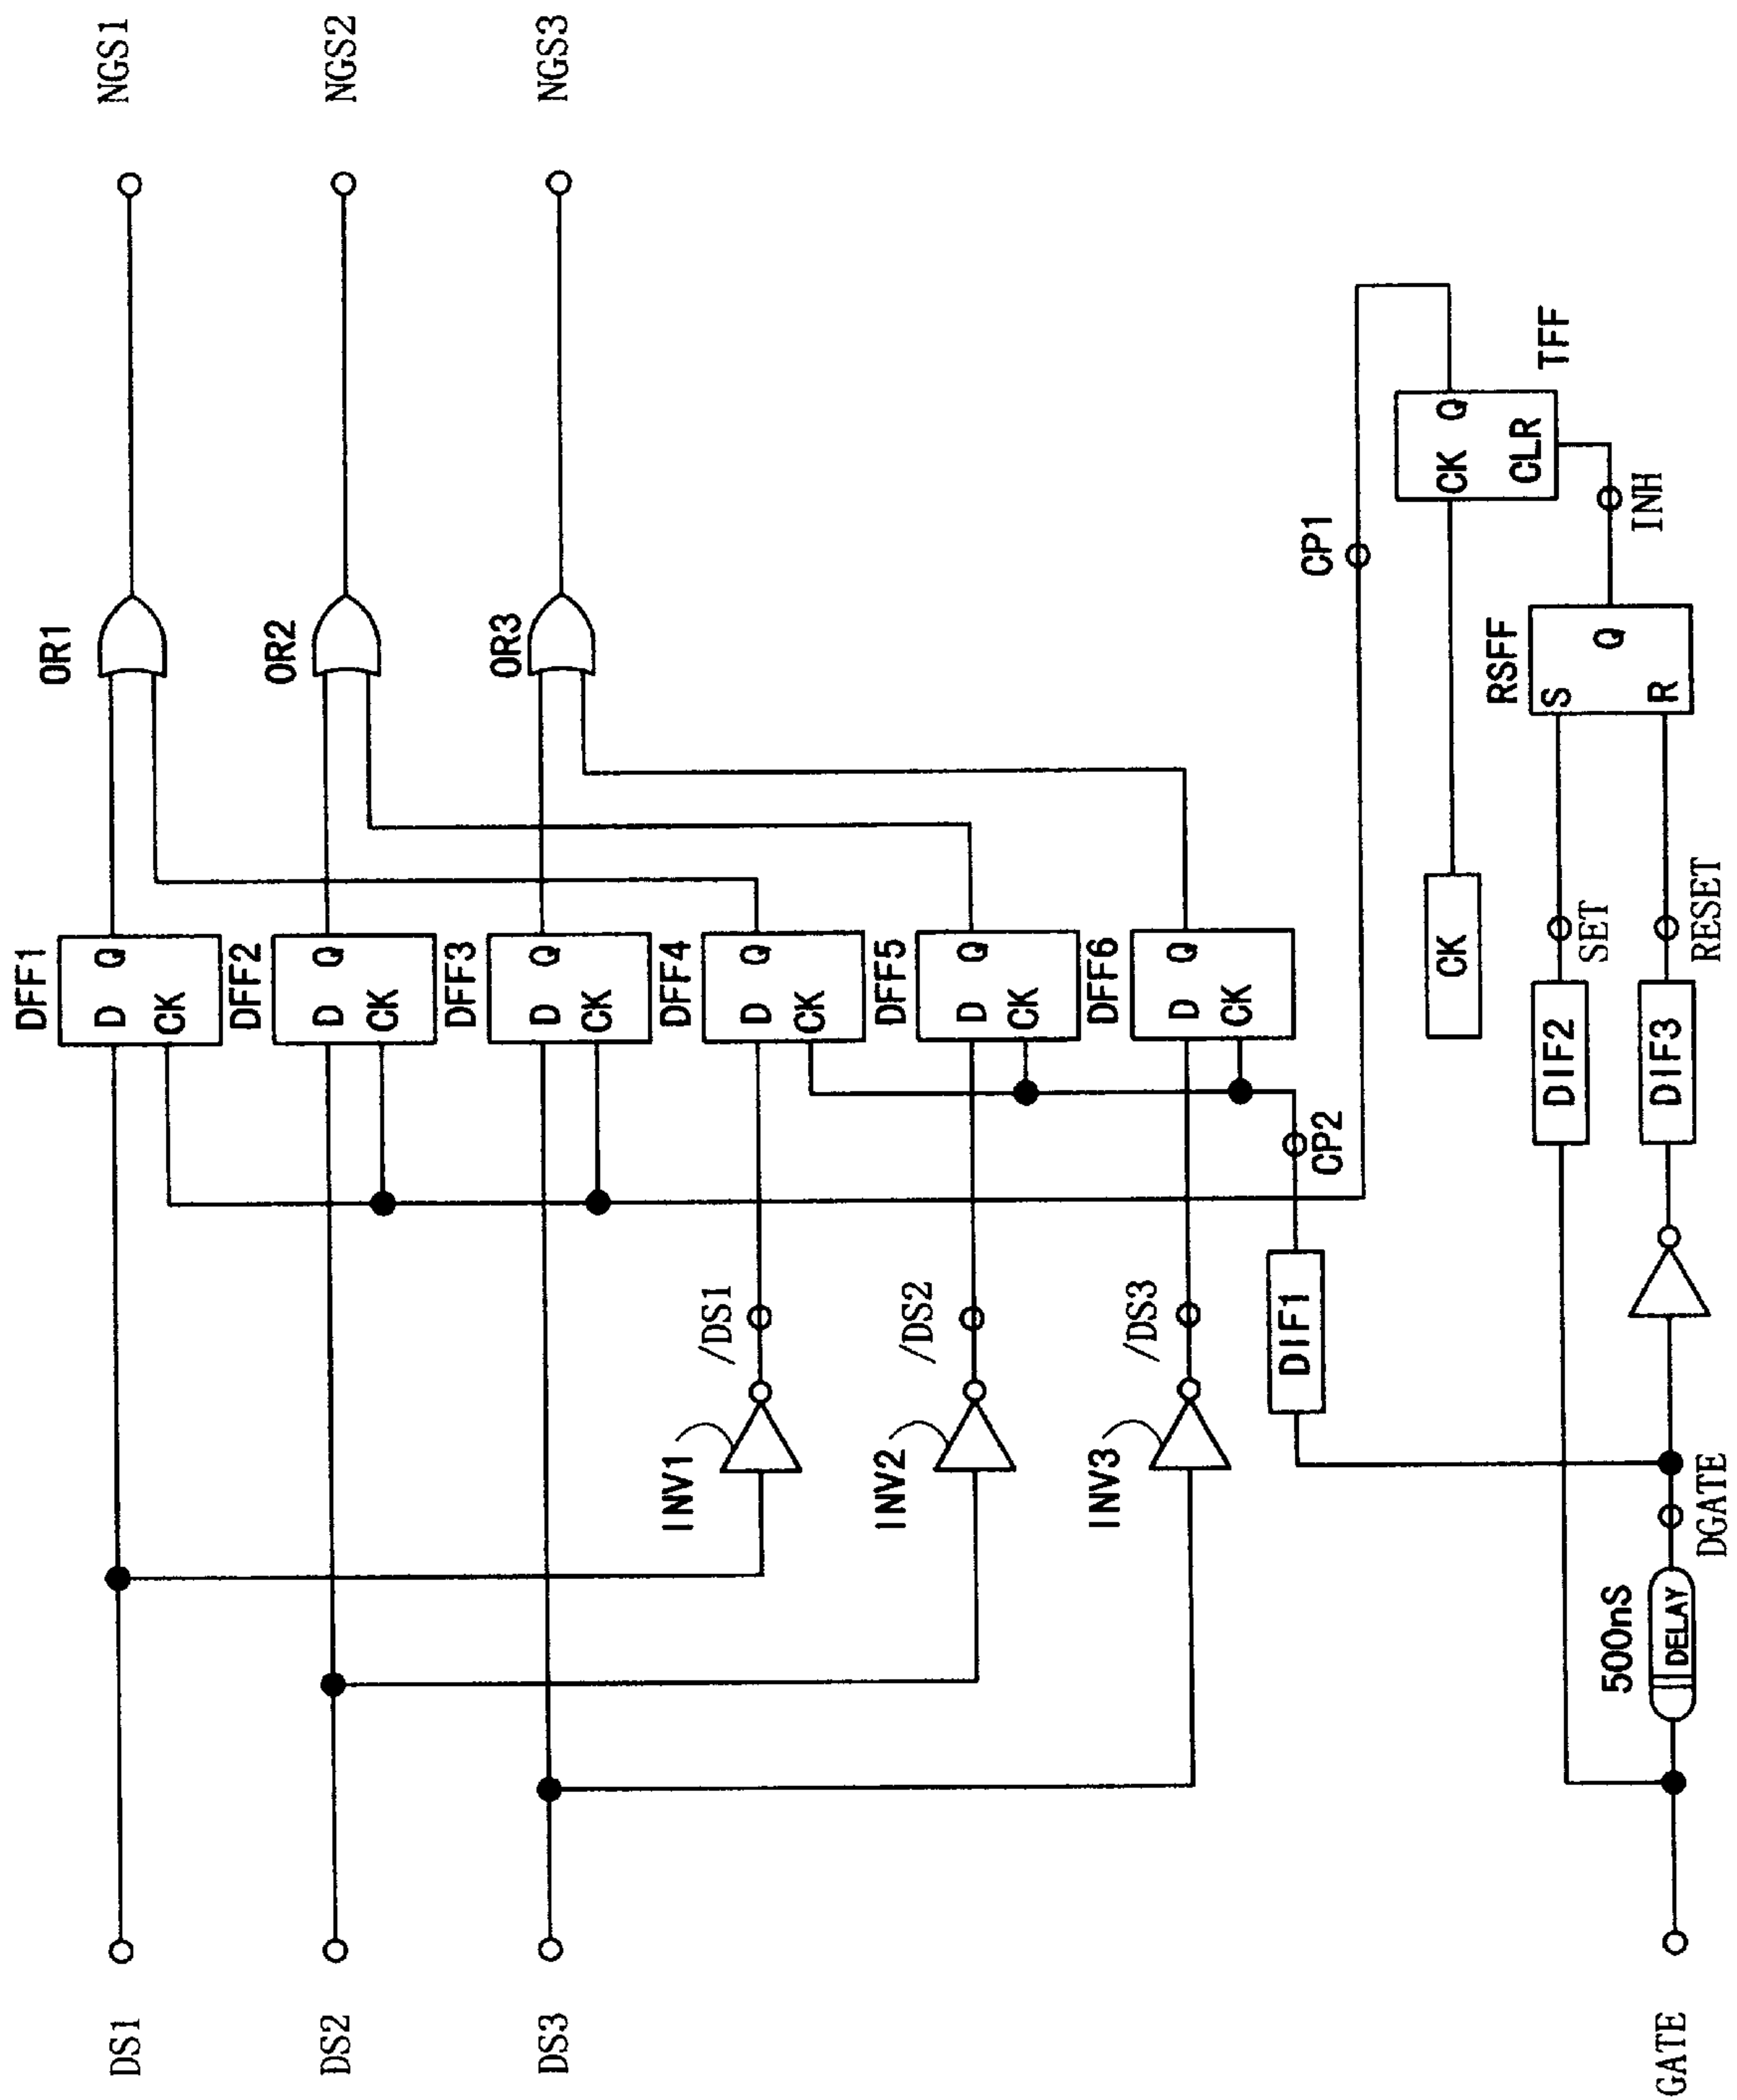 DS1
DS2
DS3
GATE
INV1
INV2
INV3
/DS1
/DS2
/DS3
500nS
DELAY
DGATE
DIF1
CP2
DFF1
D Q
CK
DFF2
D Q
CK
DFF3
D Q
CK
DFF4
D Q
CK
DFF5
D Q
CK
DFF6
D Q
CK
DIF2
SET
DIF3
RESET
CK
RSFF
S
Q
R
INH
CP1
CK Q
CLR
TFF
OR1
OR2
OR3
NGS1
NGS2
NGS3